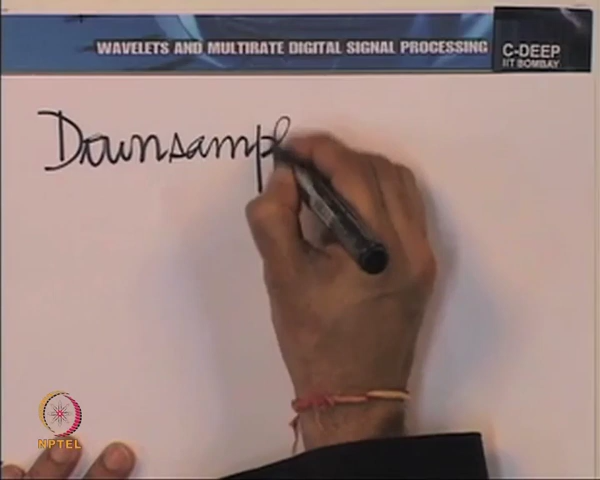 WAVELETS AND MULTIRATE DIGITAL SIGNAL PROCESSING
C-DEEP
IIT BOMBAY
Downsampl
NPTEL